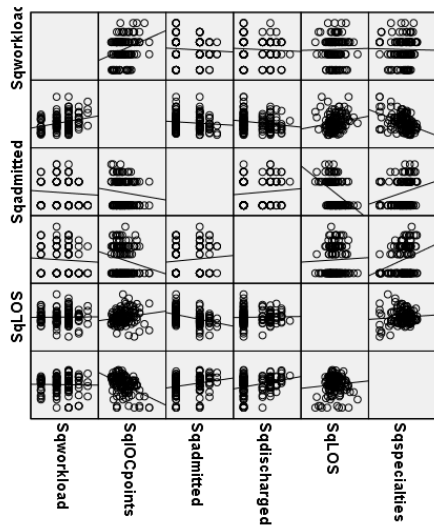 Sqworkload
Sqadmitted
SqLOS
Sqworkload
SqIOCpoints
Sqadmitted
Sqdischarged
SqLOS
Sqspecialties